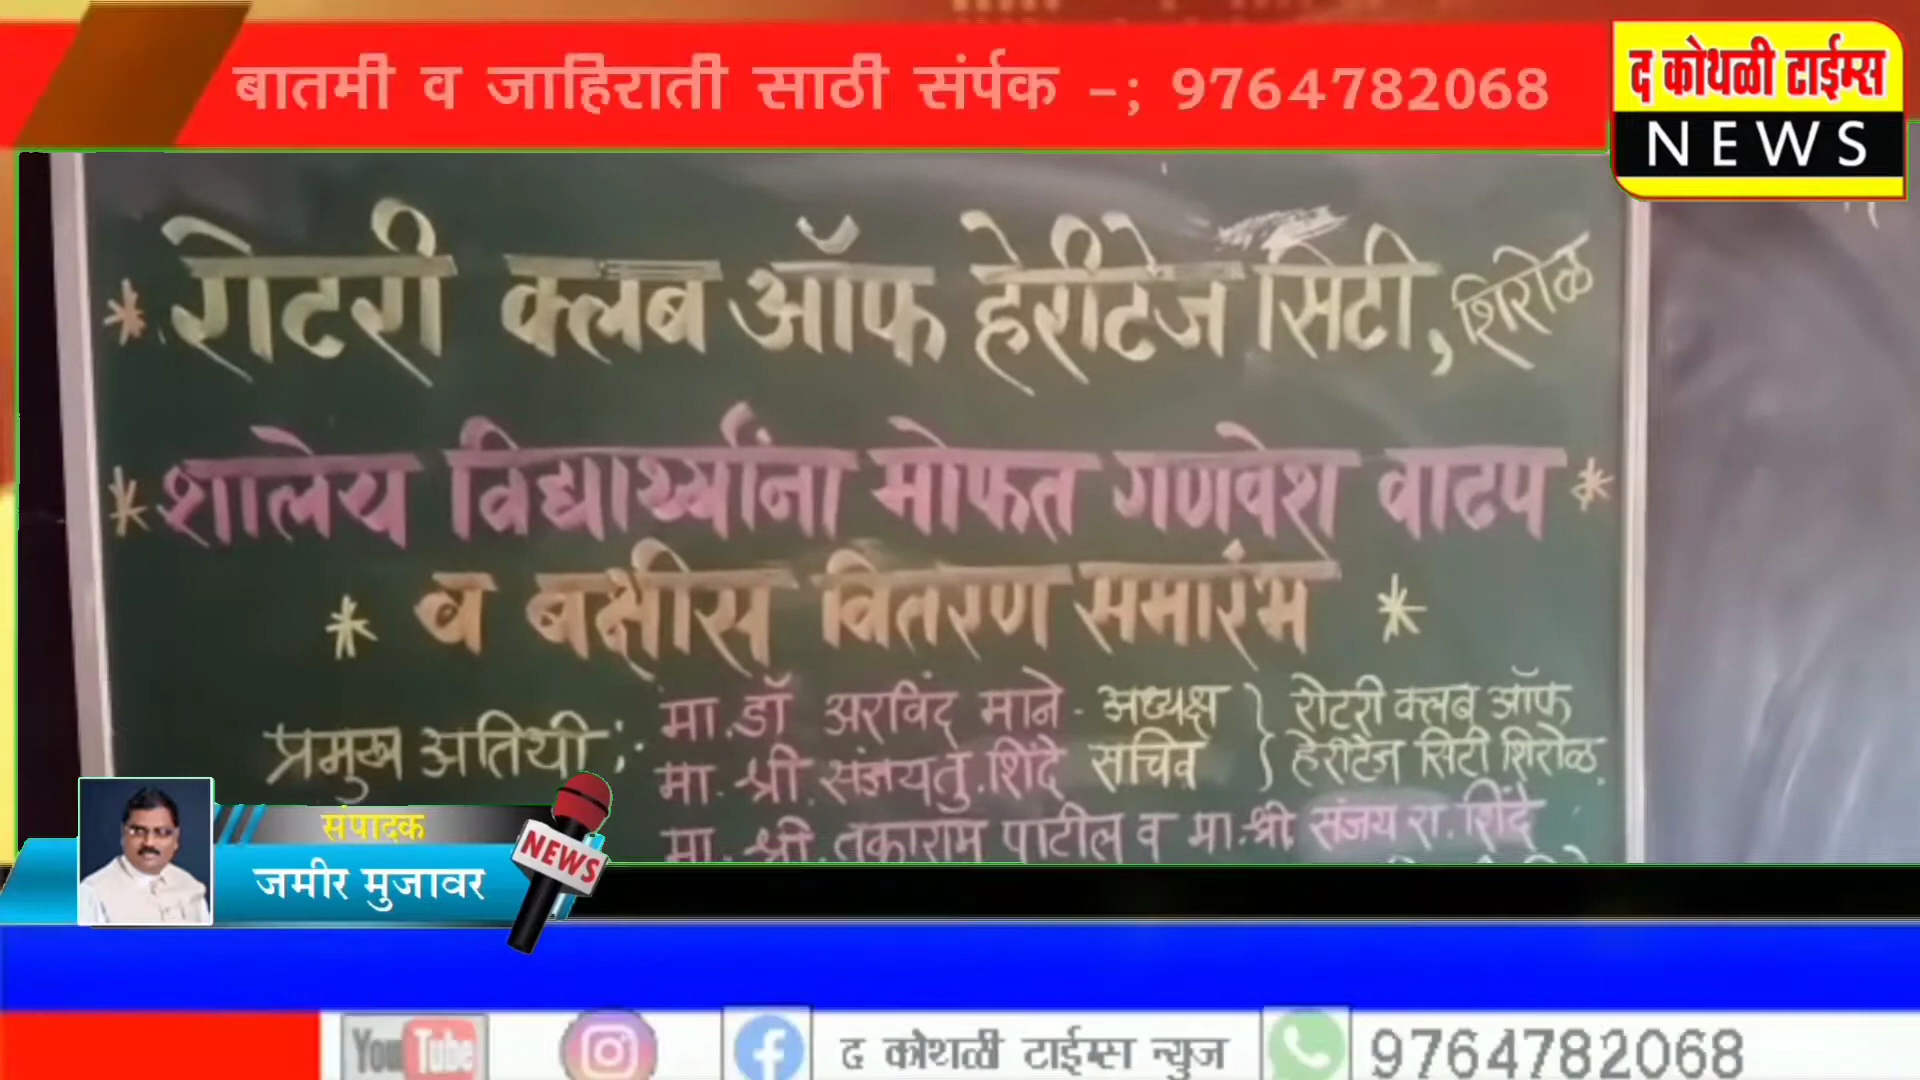 बातमी व जाहिराती साठी संर्पक -; 9764782068
द कोथळी टाईम्स
NEWS
* रोटरी क्लब ऑफ हेरीटेज सिटी, शिरोळ
* शालेय विद्यार्थ्यांना मोफत गणवेश वाटप *
* व बक्षीस वितरण समारंभ *
प्रमुख अतिथी :- मा. डॉ अरविंद माने - अध्यक्ष } रोटरी क्लब ऑफ
मा. श्री. संजय तु. शिंदे सचिव } हेरीटेज सिटी शिरोळ.
मा. श्री. तुकाराम पाटील व मा. श्री. संजय रा. शिंदे
संपादक
जमीर मुजावर
NEWS
YouTube
द कोथळी टाईम्स न्युज
9764782068